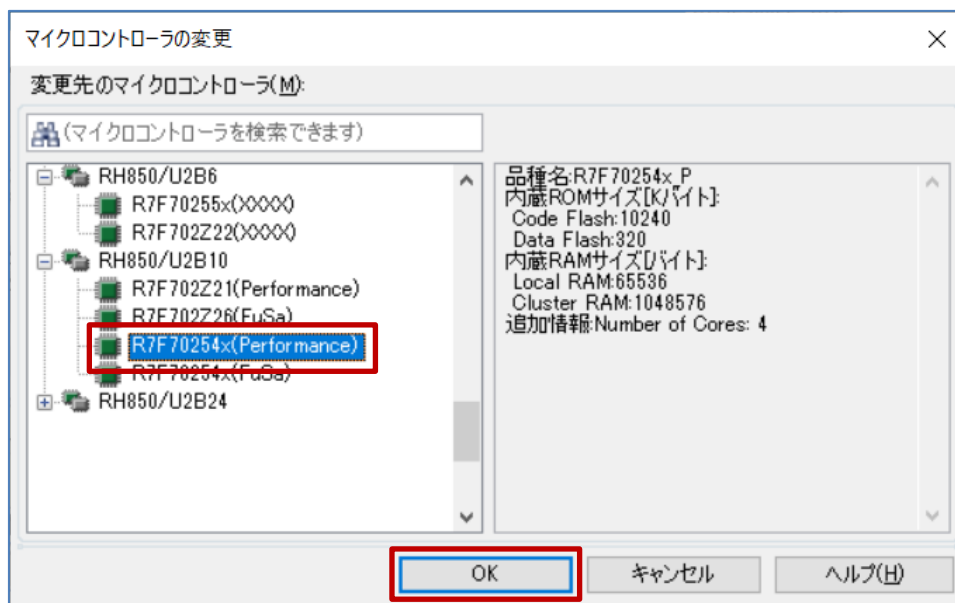 マイクロコントローラの変更
変更先のマイクロコントローラ(M):
(マイクロコントローラを検索できます)
RH850/U2B6
R7F70255x(XXXX)
R7F702Z22(XXXX)
RH850/U2B10
R7F702Z21(Performance)
R7F702Z26(FuSa)
R7F70254x(Performance)
R7F70254x(FuSa)
RH850/U2B24
品種名:R7F70254x_P
内蔵ROMサイズ[Kバイト]:
Code Flash:10240
Data Flash:320
内蔵RAMサイズ[バイト]:
Local RAM:65536
Cluster RAM:1048576
追加情報:Number of Cores: 4
OK
キャンセル
ヘルプ(H)